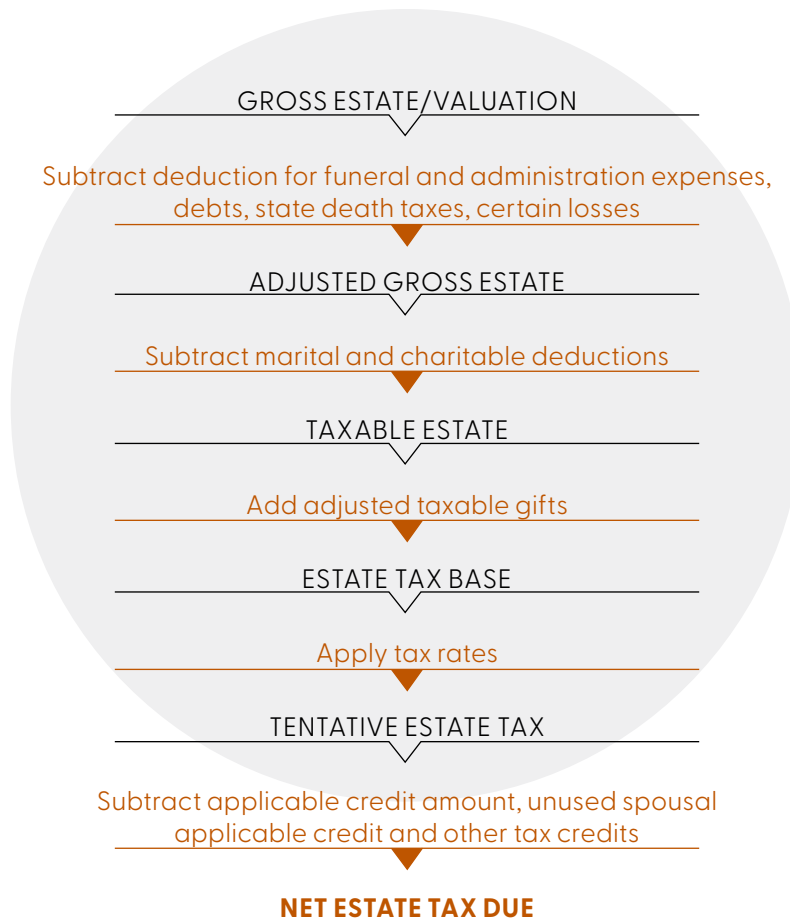 GROSS ESTATE/VALUATION
Subtract deduction for funeral and administration expenses,
debts, state death taxes, certain losses
ADJUSTED GROSS ESTATE
Subtract marital and charitable deductions
TAXABLE ESTATE
Add adjusted taxable gifts
ESTATE TAX BASE
Apply tax rates
TENTATIVE ESTATE TAX
Subtract applicable credit amount, unused spousal
applicable credit and other tax credits
NET ESTATE TAX DUE